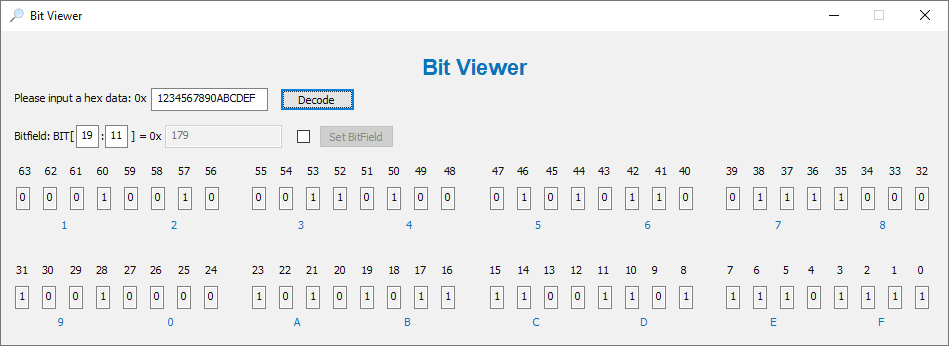 Bit Viewer
Bit Viewer
Please input a hex data: 0x 1234567890ABCDEF Decode
Bitfield: BIT[ 19 : 11 ] = 0x 179 Set BitField
63 62 61 60 59 58 57 56 55 54 53 52 51 50 49 48 47 46 45 44 43 42 41 40 39 38 37 36 35 34 33 32
0 0 0 1 0 0 1 0 0 0 1 1 0 1 0 0 0 1 0 1 0 1 1 0 0 1 1 1 1 0 0 0
1 2 3 4 5 6 7 8
31 30 29 28 27 26 25 24 23 22 21 20 19 18 17 16 15 14 13 12 11 10 9 8 7 6 5 4 3 2 1 0
1 0 0 1 0 0 0 0 1 0 1 0 1 0 1 1 1 1 0 0 1 1 0 1 1 1 1 0 1 1 1 1
9 0 A B C D E F